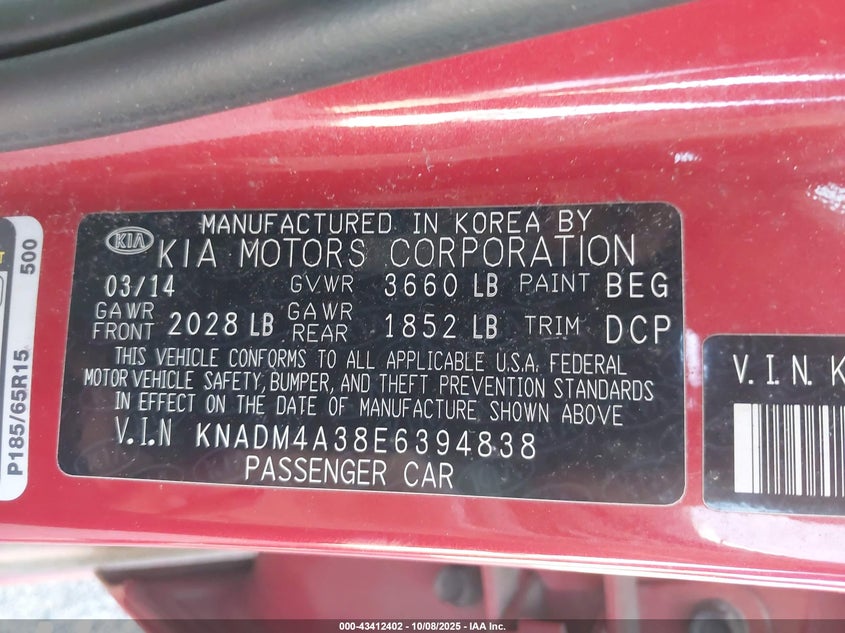 MANUFACTURED IN KOREA BY
KIA
KIA MOTORS CORPORATION
03/14 GVWR 3660 LB PAINT BEG
GAWR FRONT 2028 LB GAWR REAR 1852 LB TRIM DCP
THIS VEHICLE CONFORMS TO ALL APPLICABLE U.S.A. FEDERAL
MOTOR VEHICLE SAFETY, BUMPER, AND THEFT PREVENTION STANDARDS
IN EFFECT ON THE DATE OF MANUFACTURE SHOWN ABOVE
V.I.N KNADM4A38E6394838
PASSENGER CAR
P185/65R15
500
V.I.N. K
000-43412402 - 10/08/2025 - IAA Inc.